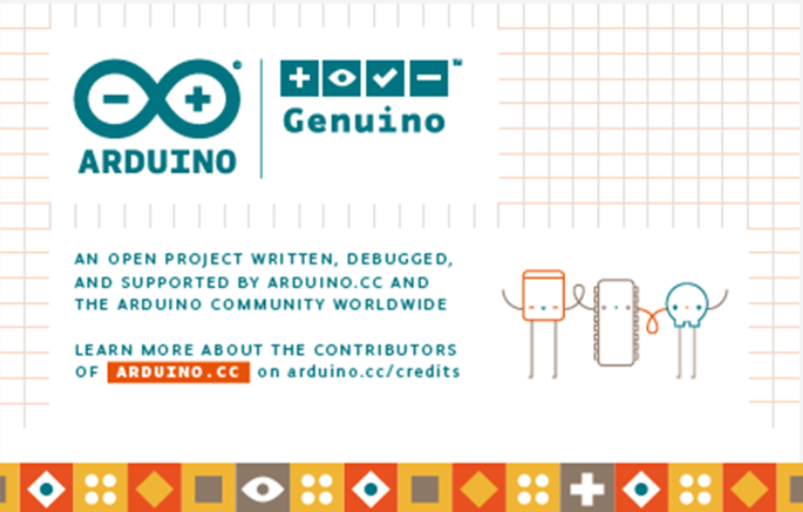 ARDUINO
Genuino™
AN OPEN PROJECT WRITTEN, DEBUGGED,
AND SUPPORTED BY ARDUINO.CC AND
THE ARDUINO COMMUNITY WORLDWIDE
LEARN MORE ABOUT THE CONTRIBUTORS
OF ARDUINO.CC on arduino.cc/credits